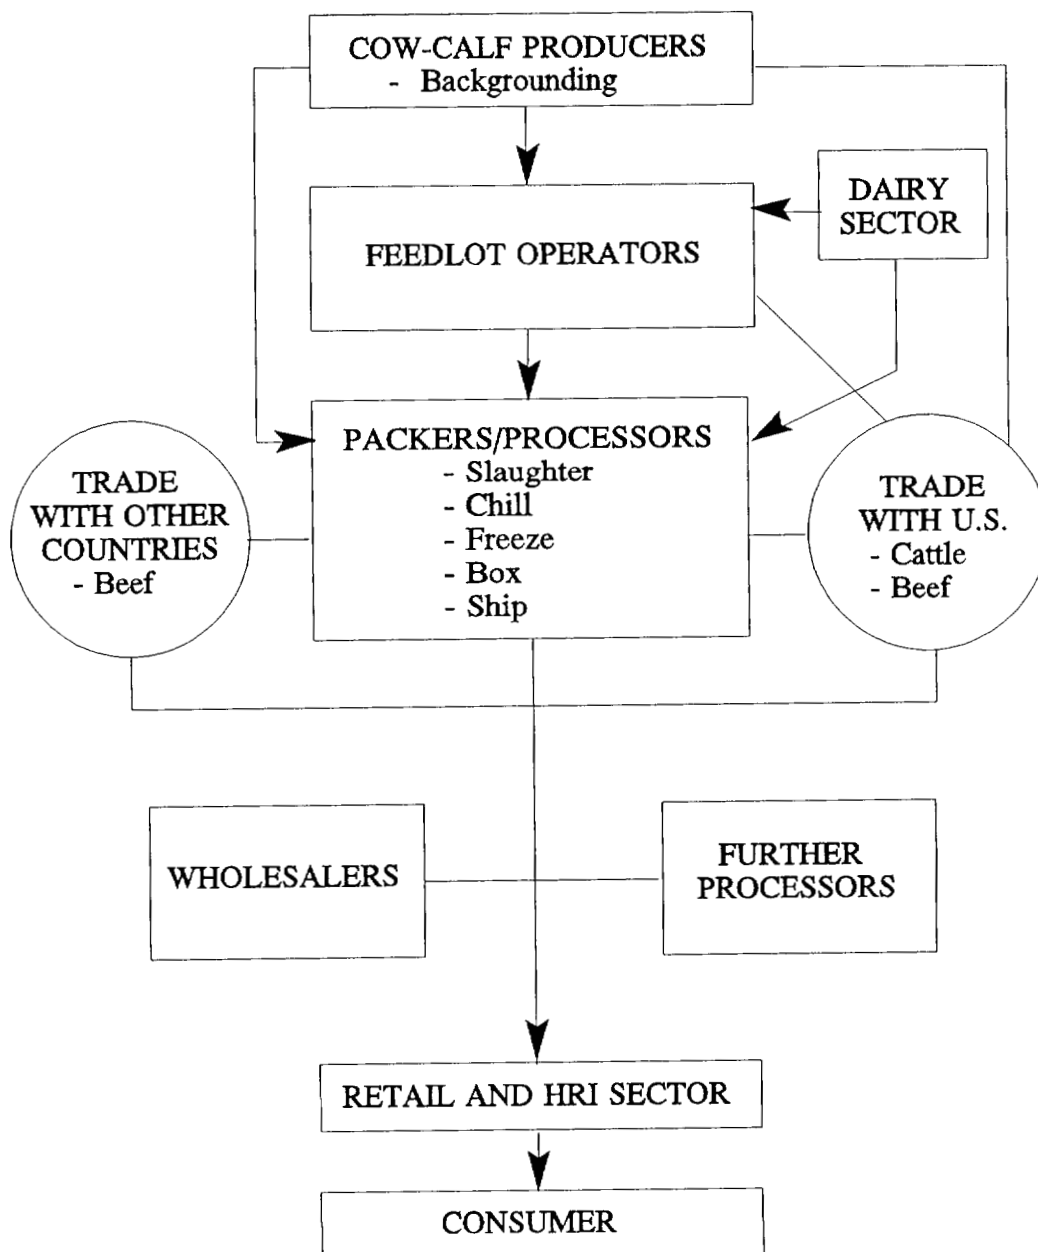 COW-CALF PRODUCERS
- Backgrounding
DAIRY
SECTOR
FEEDLOT OPERATORS
PACKERS/PROCESSORS
- Slaughter
- Chill
- Freeze
- Box
- Ship
TRADE
WITH OTHER
COUNTRIES
- Beef
TRADE
WITH U.S.
- Cattle
- Beef
WHOLESALERS
FURTHER
PROCESSORS
RETAIL AND HRI SECTOR
CONSUMER